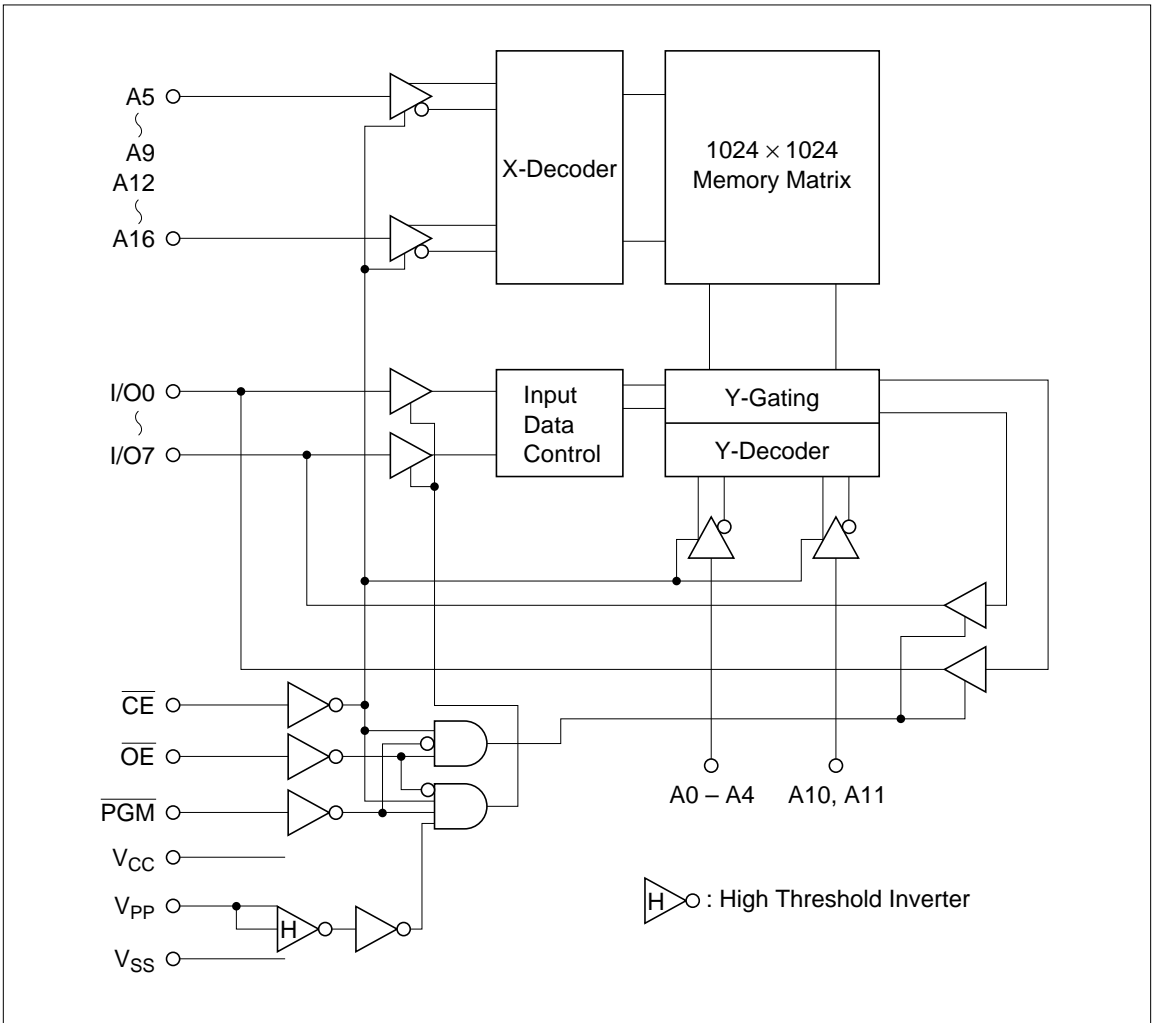 A5
A9
A12
A16
X-Decoder
1024 × 1024
Memory Matrix
I/O0
I/O7
Input
Data
Control
Y-Gating
Y-Decoder
CE
OE
PGM
VCC
VPP
VSS
H
A0 – A4
A10, A11
H : High Threshold Inverter